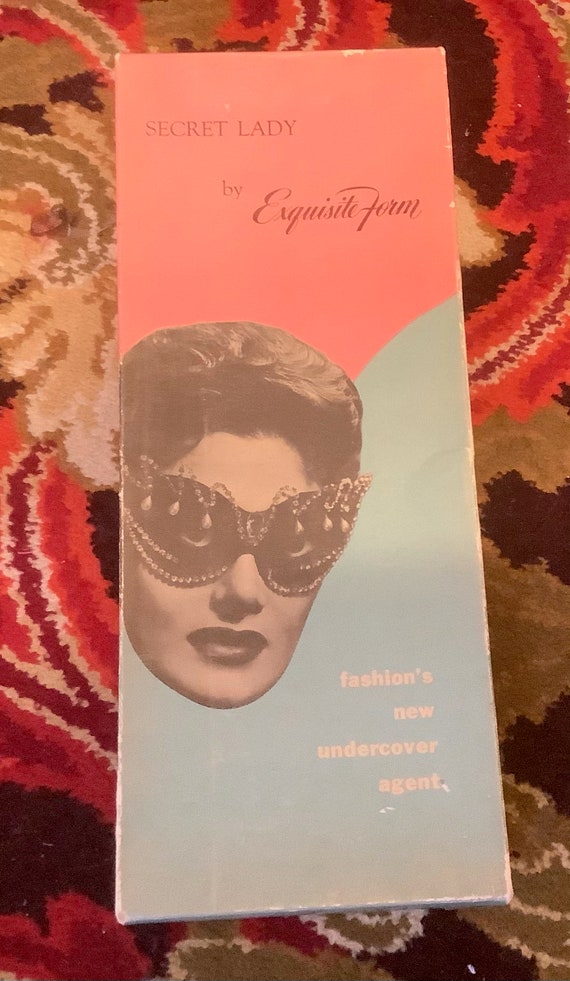 SECRET LADY
by Exquisite Form
fashion's
new
undercover
agent